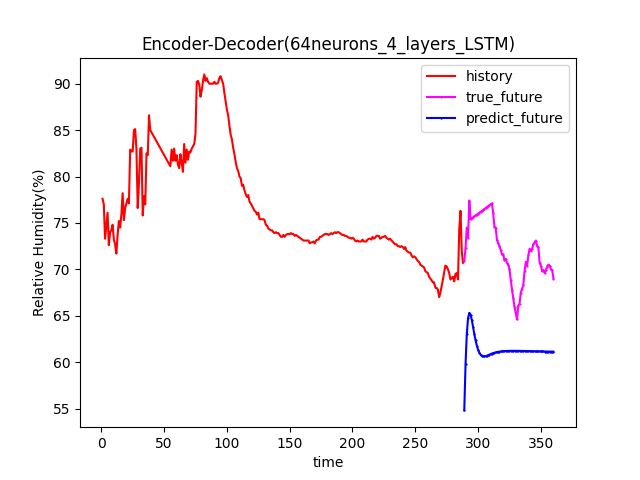 Encoder-Decoder(64neurons_4_layers_LSTM)
history
true_future
predict_future
Relative Humidity(%)
90
85
80
75
70
65
60
55
0 50 100 150 200 250 300 350
time